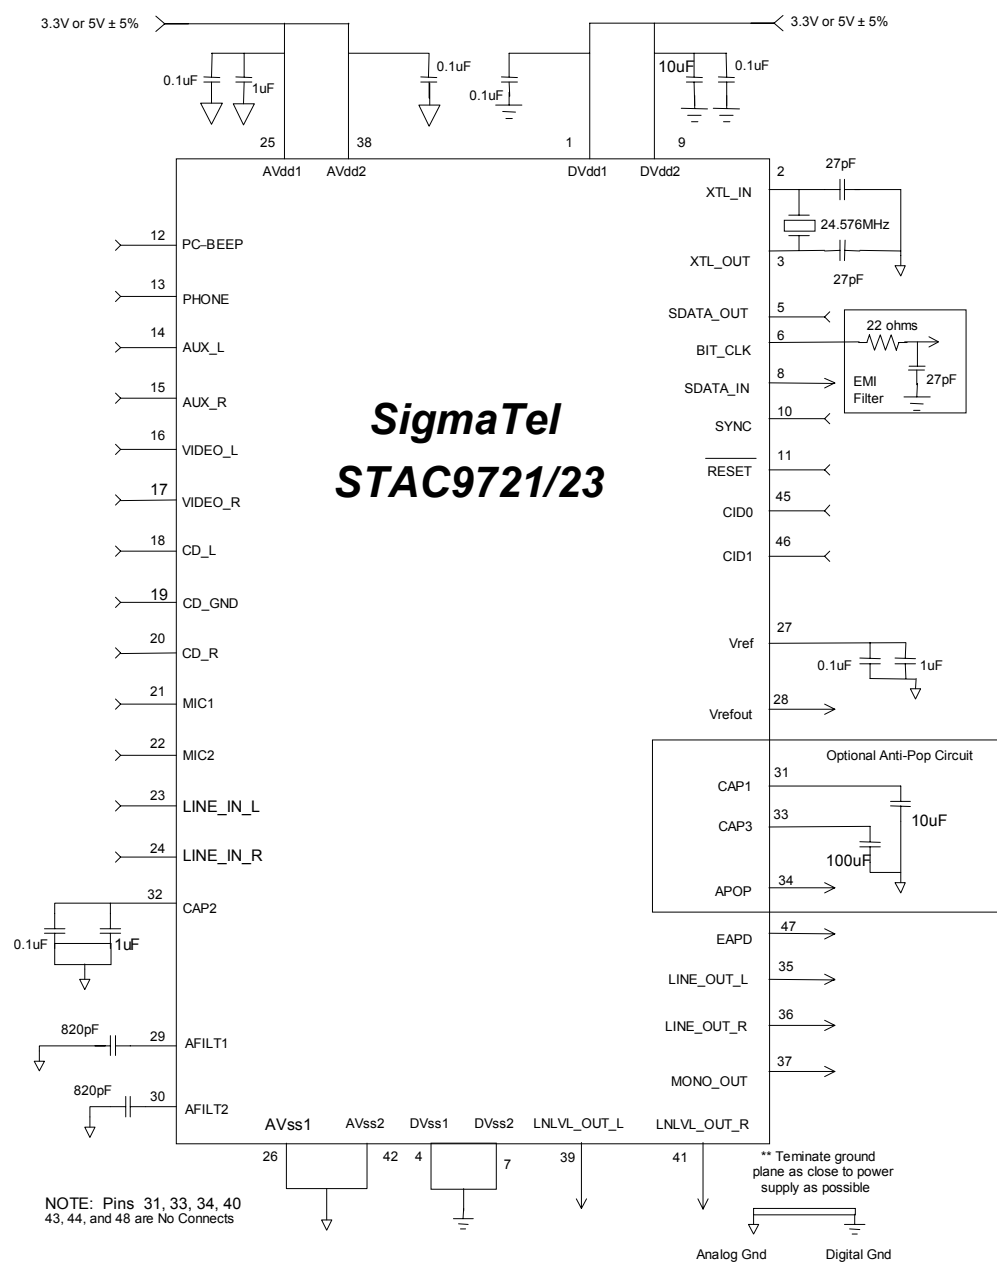 3.3V or 5V ± 5%
3.3V or 5V ± 5%
0.1uF
1uF
0.1uF
0.1uF
10uF
0.1uF
25
38
1
9
AVdd1
AVdd2
DVdd1
DVdd2
12
PC-BEEP
13
PHONE
14
AUX_L
15
AUX_R
16
VIDEO_L
17
VIDEO_R
18
CD_L
19
CD_GND
20
CD_R
21
MIC1
22
MIC2
23
LINE_IN_L
24
LINE_IN_R
32
CAP2
0.1uF
1uF
820pF
29
AFILT1
820pF
30
AFILT2
SigmaTel
STAC9721/23
2
27pF
XTL_IN
24.576MHz
XTL_OUT
3
27pF
SDATA_OUT
5
BIT_CLK
6
22 ohms
27pF
EMI
Filter
SDATA_IN
8
SYNC
10
RESET
11
CID0
45
CID1
46
Vref
27
0.1uF
1uF
Vrefout
28
Optional Anti-Pop Circuit
CAP1
31
10uF
CAP3
33
100uF
APOP
34
EAPD
47
LINE_OUT_L
35
LINE_OUT_R
36
MONO_OUT
37
AVss1
AVss2
DVss1
DVss2
LNLVL_OUT_L
LNLVL_OUT_R
26
42
4
7
39
41
** Teminate ground
plane as close to power
supply as possible
Analog Gnd
Digital Gnd
NOTE: Pins 31, 33, 34, 40
43, 44, and 48 are No Connects